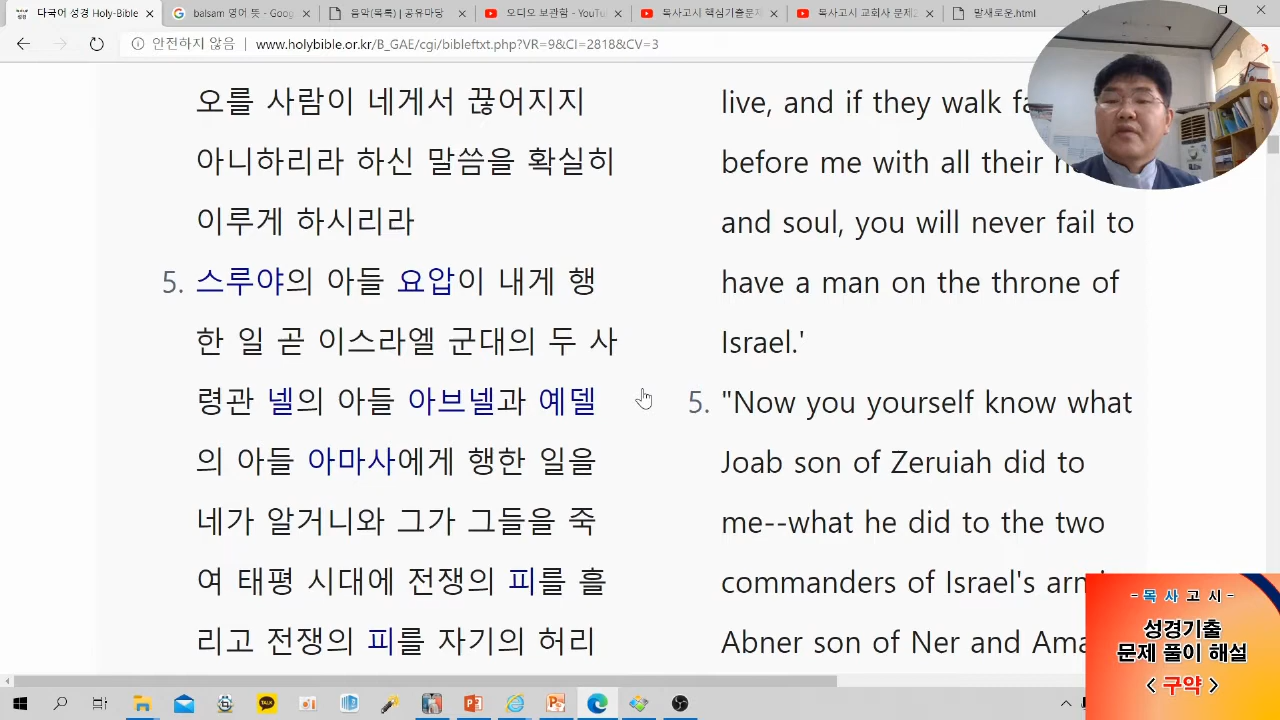 다국어 성경 Holy-Bible
balsam 영어 뜻 - Goo
음악(목록) | 공유마당
오디오 보관함 - YouTu
목사고시 핵심기출문
목사고시 교회사 문제
말새로운.html
안전하지 않음 www.holybible.or.kr/B_GAE/cgi/bibleftxt.php?VR=9&CI=2818&CV=3
오를 사람이 네게서 끊어지지
아니하리라 하신 말씀을 확실히
이루게 하시리라
5. 스루야의 아들 요압이 내게 행
한 일 곧 이스라엘 군대의 두 사
령관 넬의 아들 아브넬과 예델
의 아들 아마사에게 행한 일을
네가 알거니와 그가 그들을 죽
여 태평 시대에 전쟁의 피를 흘
리고 전쟁의 피를 자기의 허리
live, and if they walk
before me with all their
and soul, you will never fail to
have a man on the throne of
Israel.'
5. "Now you yourself know what
Joab son of Zeruiah did to
me--what he did to the two
commanders of Israel's
Abner son of Ner and
- 목사고시 -
성경기출
문제 풀이 해설
< 구약 >